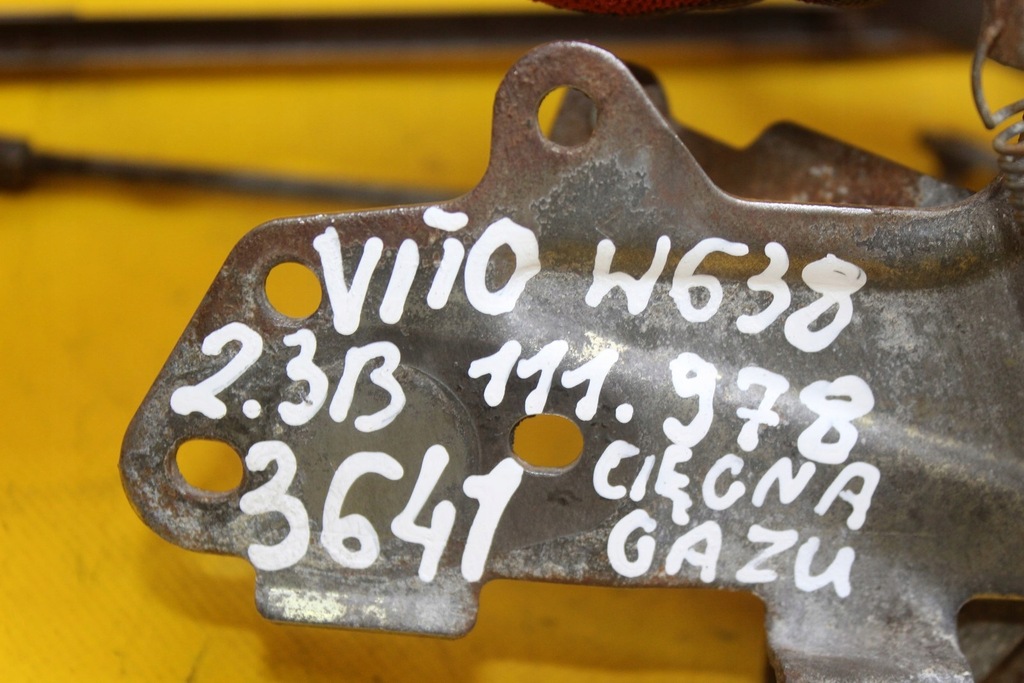 VITO W638
2.3B 111.978
3641 CIĘGNA
GAZU